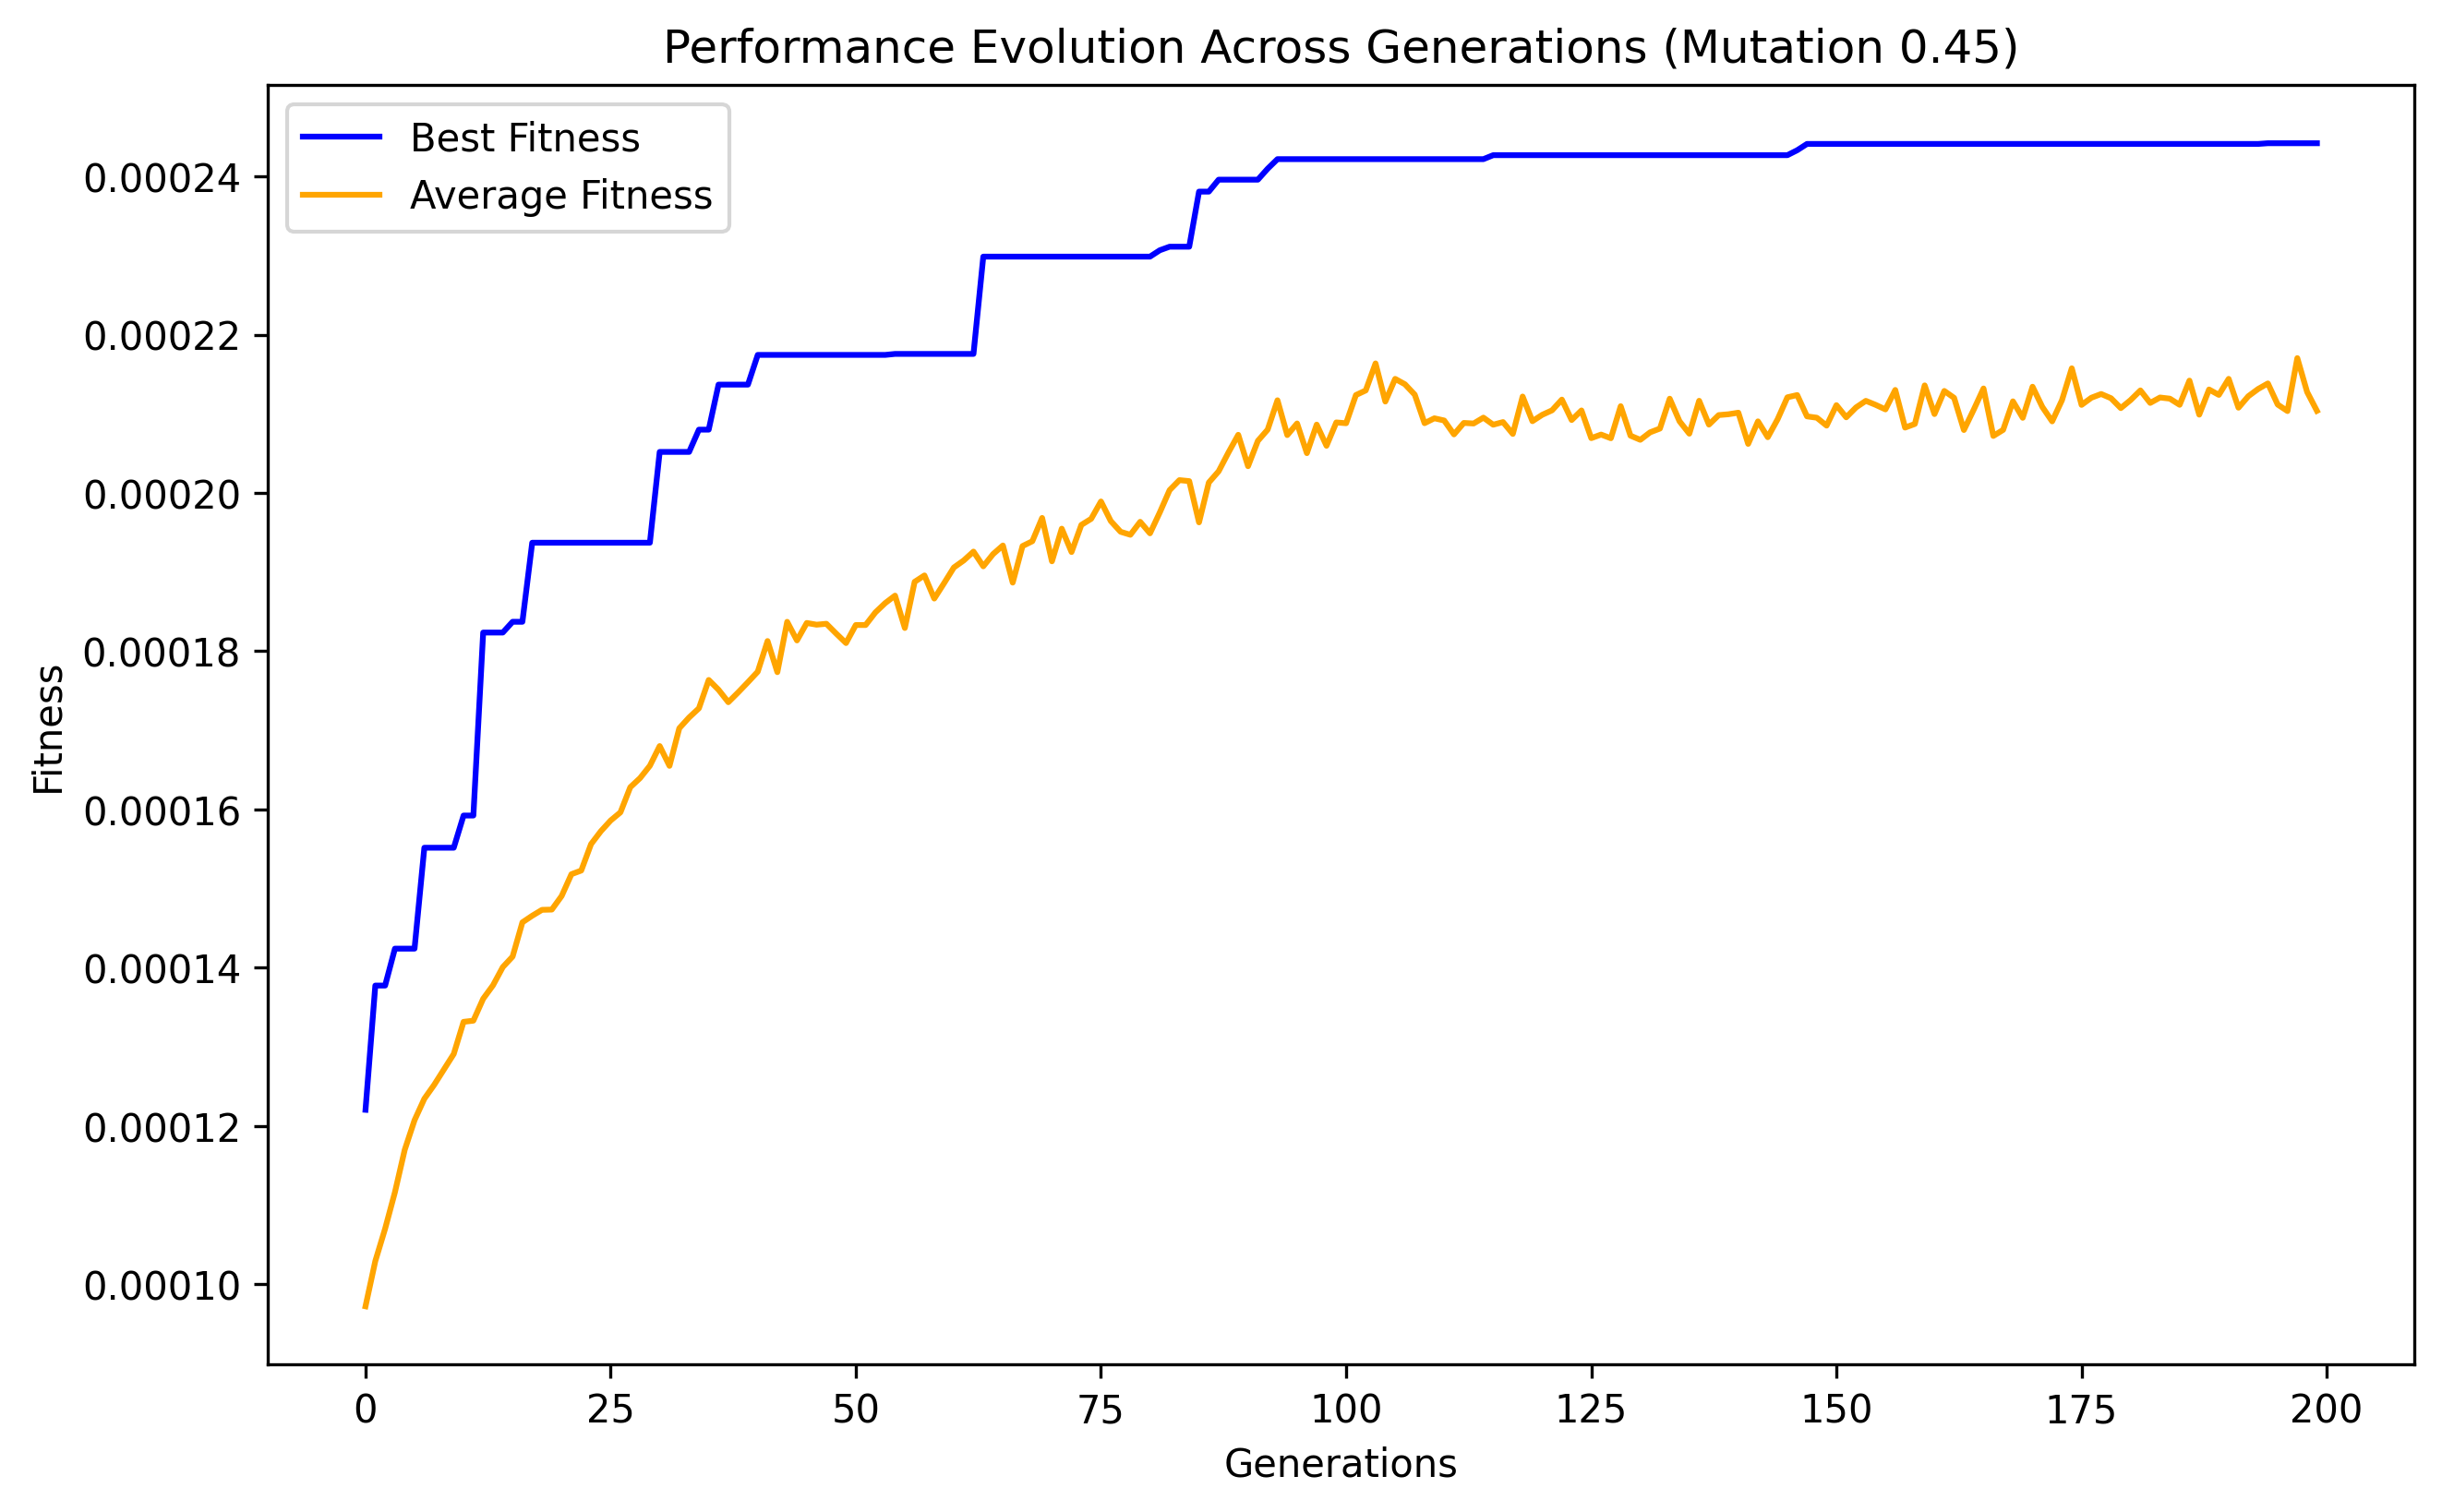 Performance Evolution Across Generations (Mutation 0.45)
Best Fitness
Average Fitness
Fitness
0.00024
0.00022
0.00020
0.00018
0.00016
0.00014
0.00012
0.00010
0 25 50 75 100 125 150 175 200
Generations